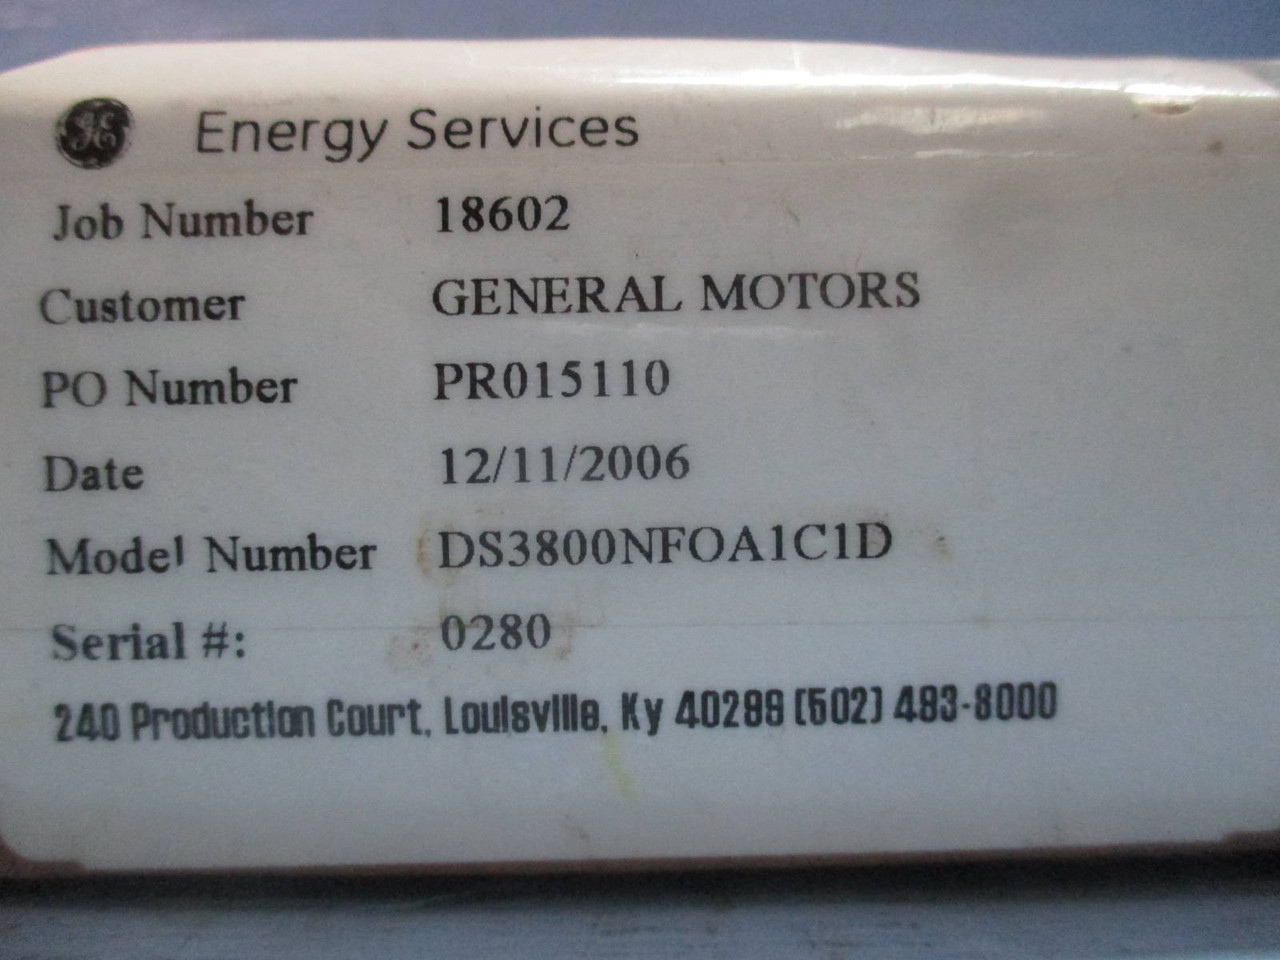 GE Energy Services
Job Number 18602
Customer GENERAL MOTORS
PO Number PR015110
Date 12/11/2006
Model Number DS3800NFOA1C1D
Serial #: 0280
240 Production Court, Louisville, Ky 40299 (502) 493-8000